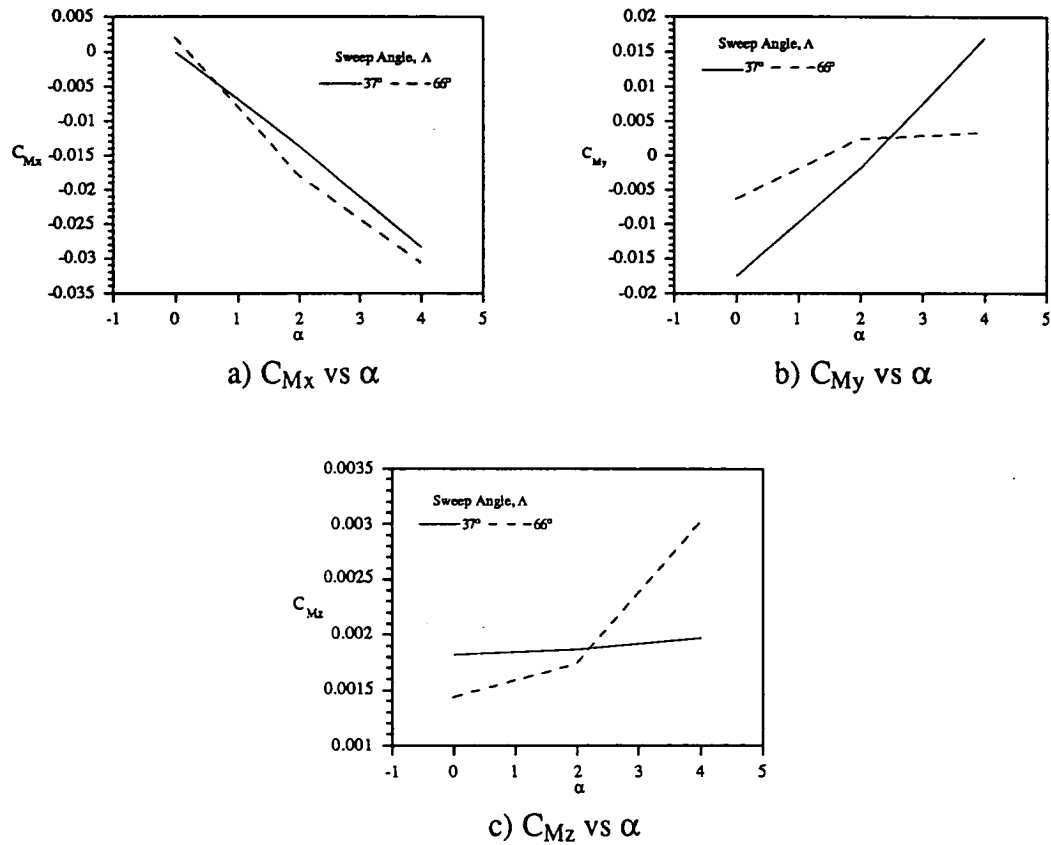 0.005
0
-0.005
-0.01
-0.015
-0.02
-0.025
-0.03
-0.035
C_Mx
Sweep Angle, Λ
37° 66°
-1 0 1 2 3 4 5
α
a) C_Mx vs α
0.02
0.015
0.01
0.005
0
-0.005
-0.01
-0.015
-0.02
C_My
Sweep Angle, Λ
37° 66°
-1 0 1 2 3 4 5
α
b) C_My vs α
0.0035
0.003
0.0025
0.002
0.0015
0.001
C_Mz
Sweep Angle, Λ
37° 66°
-1 0 1 2 3 4 5
α
c) C_Mz vs α